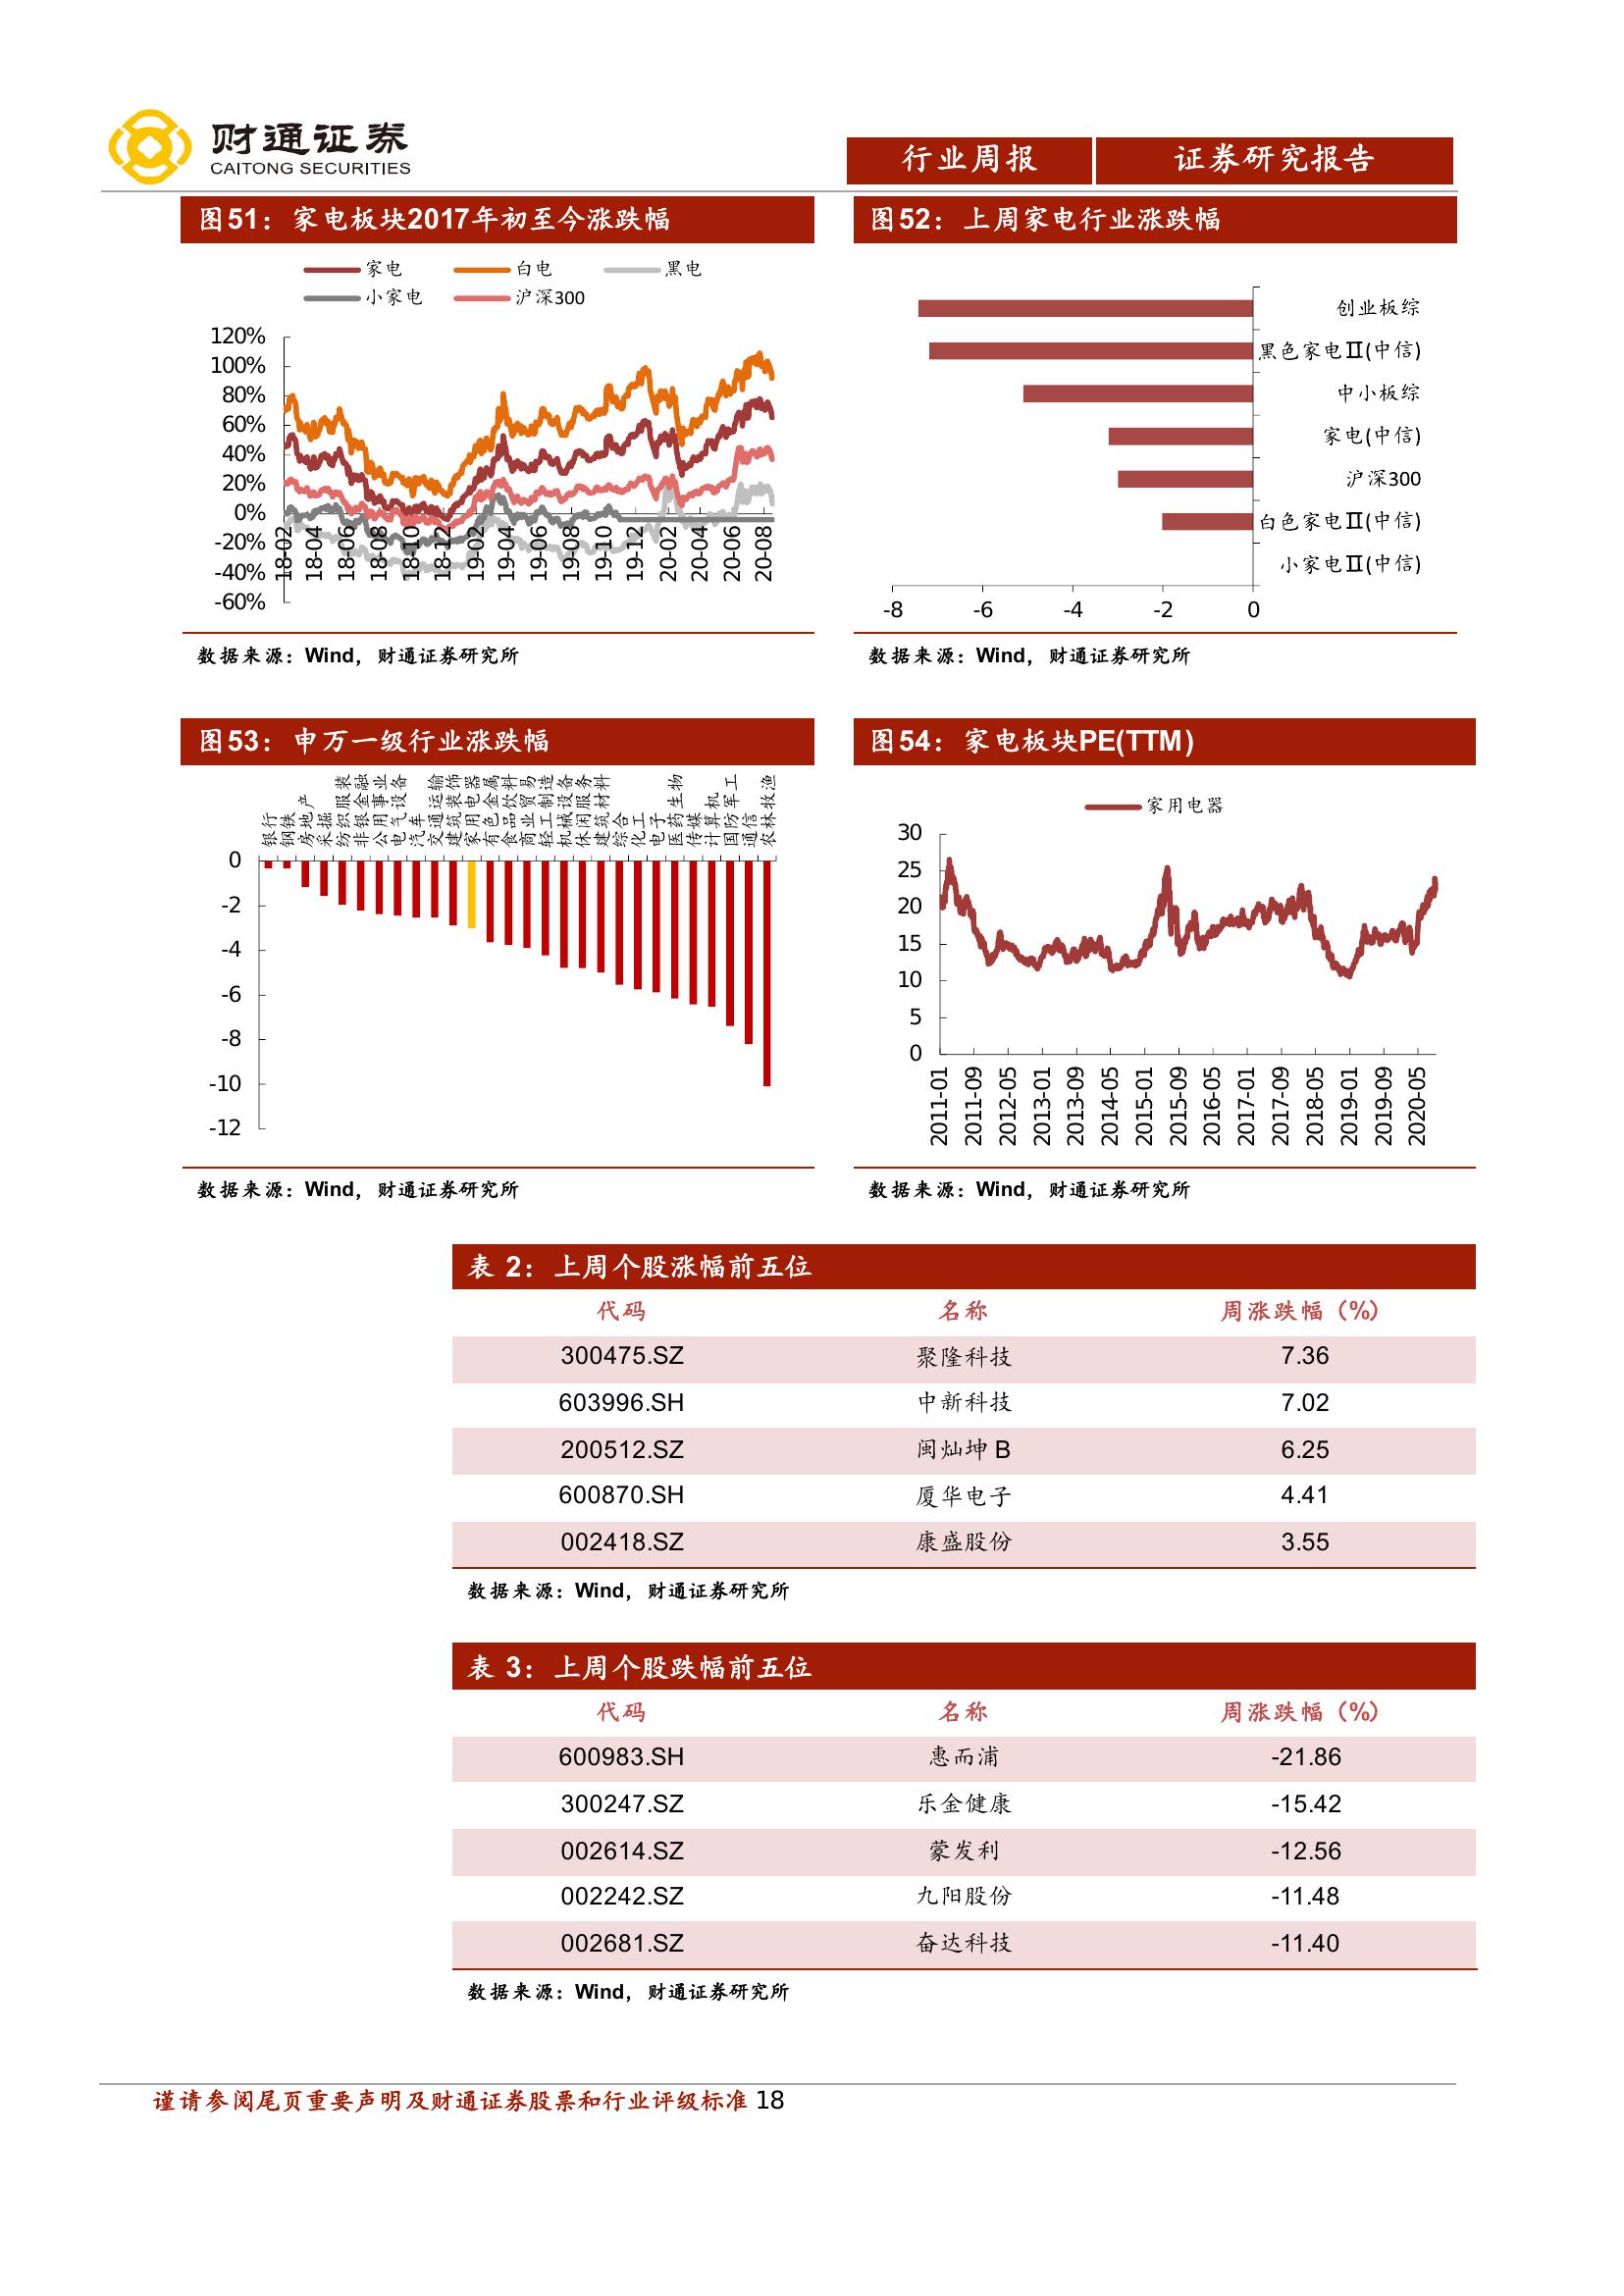 财通证券
CAITONG SECURITIES
行业周报 证券研究报告
图51：家电板块2017年初至今涨跌幅
家电 白电 黑电
小家电 沪深300
120%
100%
80%
60%
40%
20%
0%
-20%
-40%
-60%
18-02 18-04 18-06 18-08 18-10 18-12 19-02 19-04 19-06 19-08 19-10 19-12 20-02 20-04 20-06 20-08
数据来源：Wind，财通证券研究所
图52：上周家电行业涨跌幅
创业板综
黑色家电Ⅱ(中信)
中小板综
家电(中信)
沪深300
白色家电Ⅱ(中信)
小家电Ⅱ(中信)
-8 -6 -4 -2 0
数据来源：Wind，财通证券研究所
图53：申万一级行业涨跌幅
银行 钢铁 房地产 采掘 纺织服装 非银金融 公用事业 电气设备 汽车 交通运输 建筑装饰 家用电器 有色金属 食品饮料 商业贸易 轻工制造 机械设备 休闲服务 建筑材料 综合 化工 电子 医药生物 传媒 计算机 国防军工 通信 农林牧渔
0
-2
-4
-6
-8
-10
-12
数据来源：Wind，财通证券研究所
图54：家电板块PE(TTM)
家用电器
30
25
20
15
10
5
0
2011-01 2011-09 2012-05 2013-01 2013-09 2014-05 2015-01 2015-09 2016-05 2017-01 2017-09 2018-05 2019-01 2019-09 2020-05
数据来源：Wind，财通证券研究所
表 2：上周个股涨幅前五位
代码 名称 周涨跌幅（%）
300475.SZ 聚隆科技 7.36
603996.SH 中新科技 7.02
200512.SZ 闽灿坤 B 6.25
600870.SH 厦华电子 4.41
002418.SZ 康盛股份 3.55
数据来源：Wind，财通证券研究所
表 3：上周个股跌幅前五位
代码 名称 周涨跌幅（%）
600983.SH 惠而浦 -21.86
300247.SZ 乐金健康 -15.42
002614.SZ 蒙发利 -12.56
002242.SZ 九阳股份 -11.48
002681.SZ 奋达科技 -11.40
数据来源：Wind，财通证券研究所
谨请参阅尾页重要声明及财通证券股票和行业评级标准 18